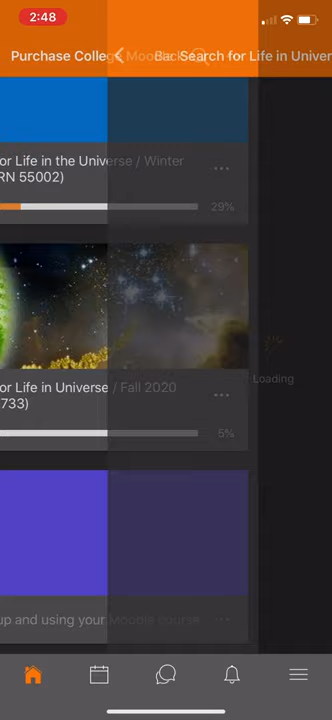 2:48
Purchase College Moodle
Back
Search for Life in Univer
or Life in the Universe / Winter
RN 55002)
29%
Loading
or Life in Universe / Fall 2020
733)
5%
up and using your Moodle course